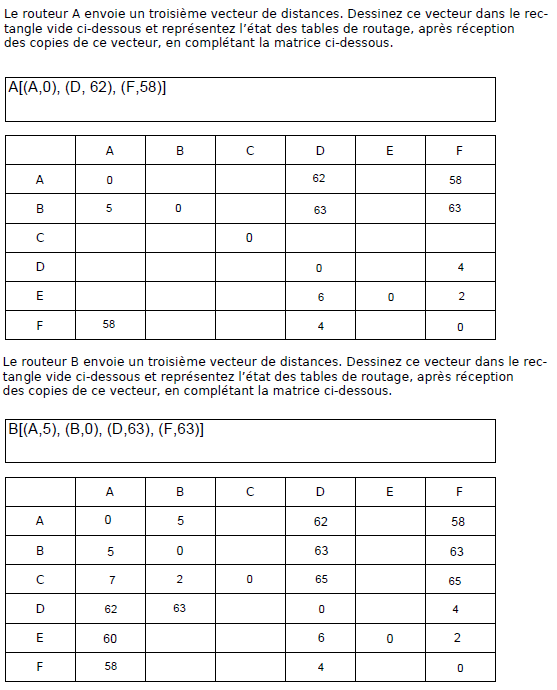 Le routeur A envoie un troisième vecteur de distances. Dessinez ce vecteur dans le rec-
tangle vide ci-dessous et représentez l’état des tables de routage, après réception
des copies de ce vecteur, en complétant la matrice ci-dessous.
A[(A,0), (D, 62), (F,58)]
A B C D E F
A 0 62 58
B 5 0 63 63
C 0
D 0 4
E 6 0 2
F 58 4 0
Le routeur B envoie un troisième vecteur de distances. Dessinez ce vecteur dans le rec-
tangle vide ci-dessous et représentez l’état des tables de routage, après réception
des copies de ce vecteur, en complétant la matrice ci-dessous.
B[(A,5), (B,0), (D,63), (F,63)]
A B C D E F
A 0 5 62 58
B 5 0 63 63
C 7 2 0 65 65
D 62 63 0 4
E 60 6 0 2
F 58 4 0